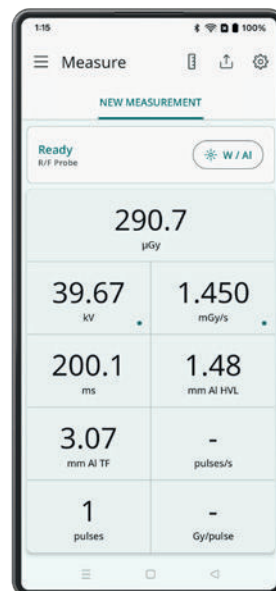 1:15 100%
Measure
NEW MEASUREMENT
Ready
R/F Probe
W / Al
290.7
µGy
39.67 1.450
kV mGy/s
200.1 1.48
ms mm Al HVL
3.07 -
mm Al TF pulses/s
1 -
pulses Gy/pulse